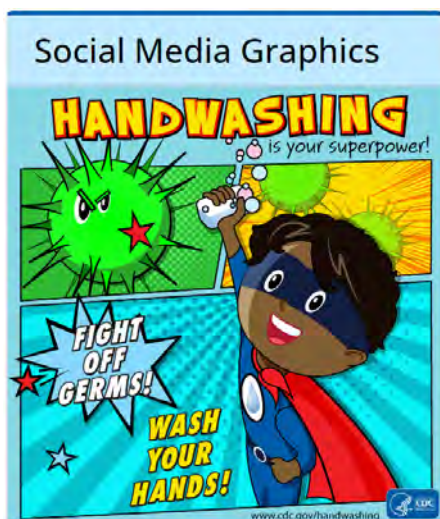 Social Media Graphics
HANDWASHING
is your superpower!
FIGHT
OFF
GERMS!
WASH
YOUR
HANDS!
www.cdc.gov/handwashing
CDC